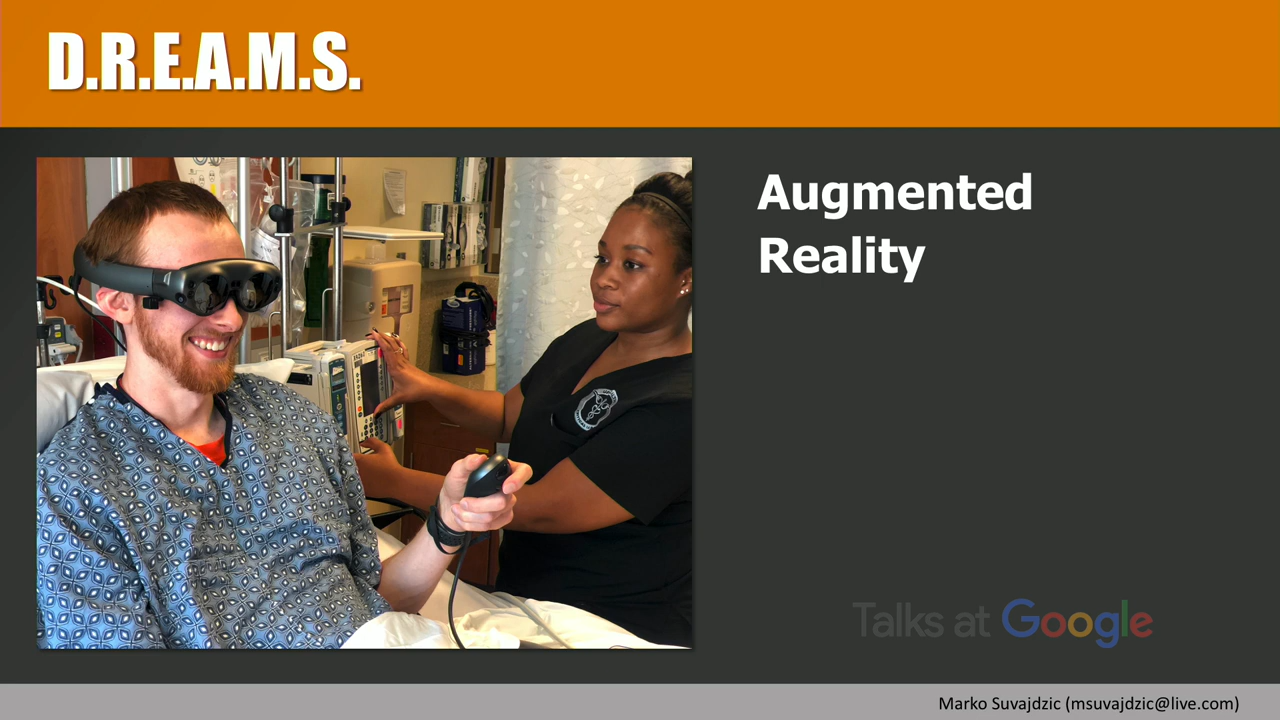 D.R.E.A.M.S.
Augmented
Reality
Talks at Google
Marko Suvajdzic (msuvajdzic@live.com)